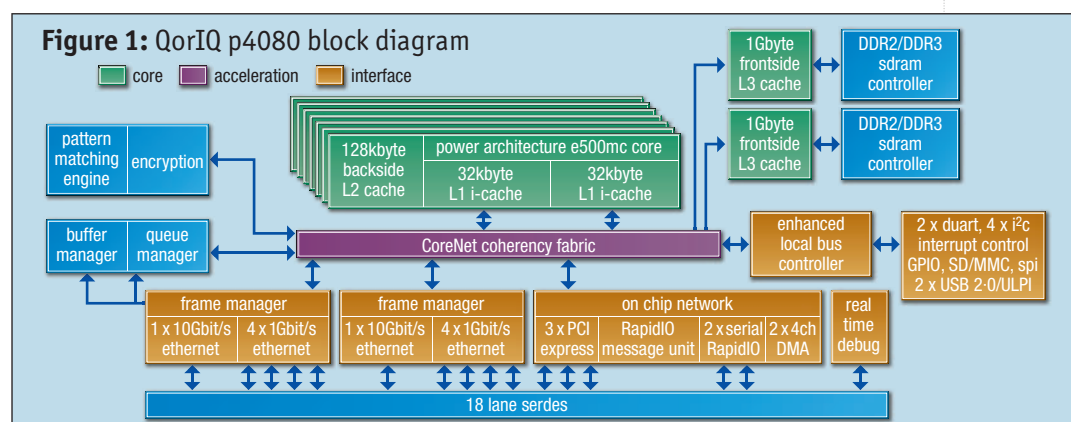 Figure 1: QorIQ p4080 block diagram
core
acceleration
interface
1Gbyte
frontside
L3 cache
DDR2/DDR3
sdram
controller
1Gbyte
frontside
L3 cache
DDR2/DDR3
sdram
controller
pattern
matching
engine
encryption
128kbyte
backside
L2 cache
power architecture e500mc core
32kbyte
L1 i-cache
32kbyte
L1 i-cache
buffer
manager
queue
manager
CoreNet coherency fabric
enhanced
local bus
controller
2 x duart, 4 x i²c
interrupt control
GPIO, SD/MMC, spi
2 x USB 2·0/ULPI
frame manager
1 x 10Gbit/s
ethernet
4 x 1Gbit/s
ethernet
frame manager
1 x 10Gbit/s
ethernet
4 x 1Gbit/s
ethernet
on chip network
3 x PCI
express
RapidIO
message unit
2 x serial
RapidIO
2 x 4ch
DMA
real
time
debug
18 lane serdes